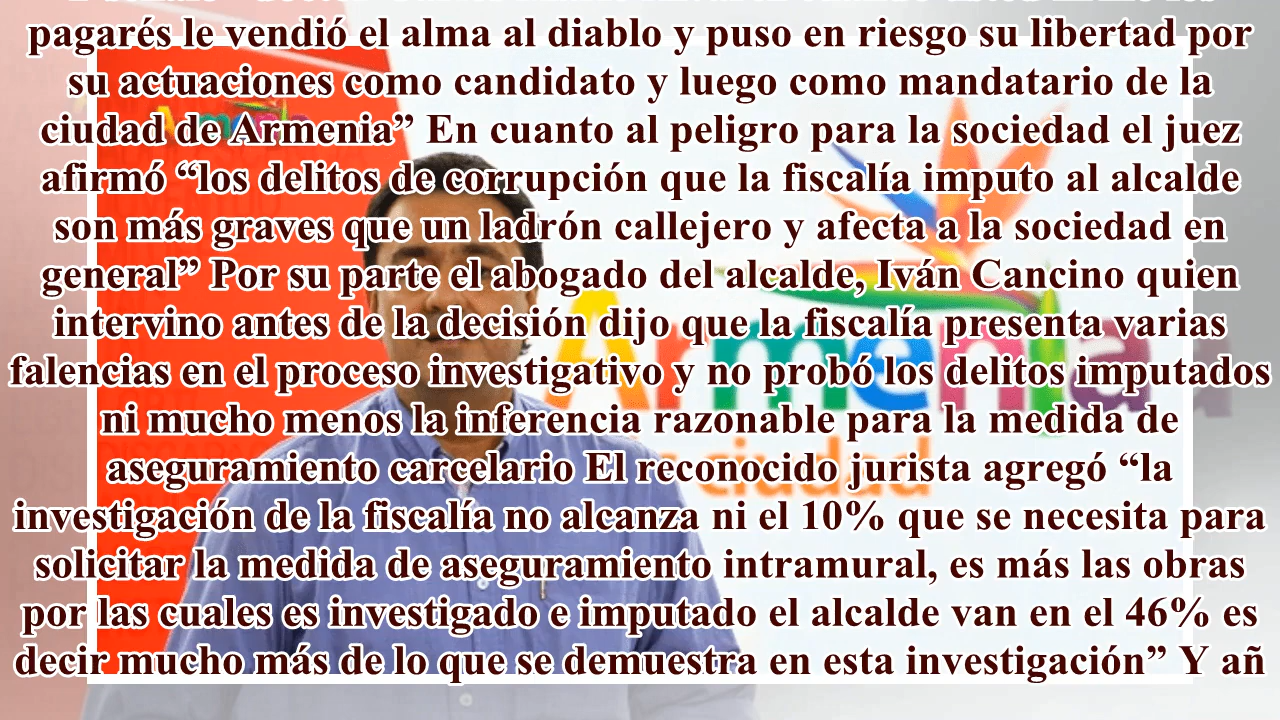 pagarés le vendió el alma al diablo y puso en riesgo su libertad por
su actuaciones como candidato y luego como mandatario de la
ciudad de Armenia” En cuanto al peligro para la sociedad el juez
afirmó “los delitos de corrupción que la fiscalía imputo al alcalde
son más graves que un ladrón callejero y afecta a la sociedad en
general” Por su parte el abogado del alcalde, Iván Cancino quien
intervino antes de la decisión dijo que la fiscalía presenta varias
falencias en el proceso investigativo y no probó los delitos imputados
ni mucho menos la inferencia razonable para la medida de
aseguramiento carcelario El reconocido jurista agregó “la
investigación de la fiscalía no alcanza ni el 10% que se necesita para
solicitar la medida de aseguramiento intramural, es más las obras
por las cuales es investigado e imputado el alcalde van en el 46% es
decir mucho más de lo que se demuestra en esta investigación” Y añ
Armenia
ciudad